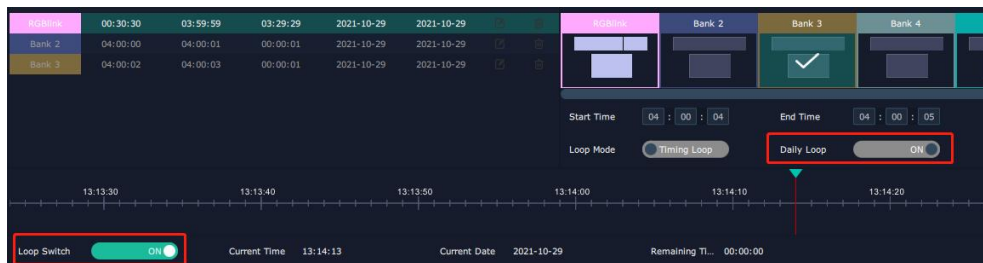 RGBlink 00:30:30 03:59:59 03:29:29 2021-10-29 2021-10-29
Bank 2 04:00:00 04:00:01 00:00:01 2021-10-29 2021-10-29
Bank 3 04:00:02 04:00:03 00:00:01 2021-10-29 2021-10-29
RGBlink Bank 2 Bank 3 Bank 4
Start Time 04 : 00 : 04 End Time 04 : 00 : 05
Loop Mode Timing Loop Daily Loop ON
13:13:30 13:13:40 13:13:50 13:14:00 13:14:10 13:14:20
Loop Switch ON Current Time 13:14:13 Current Date 2021-10-29 Remaining Ti... 00:00:00